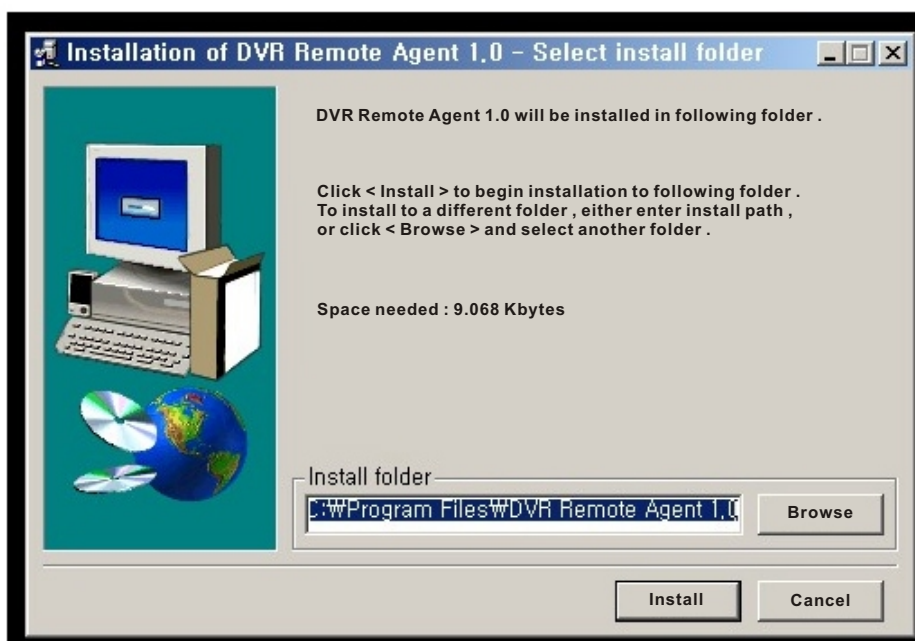 Installation of DVR Remote Agent 1.0 - Select install folder
DVR Remote Agent 1.0 will be installed in following folder .
Click < Install > to begin installation to following folder .
To install to a different folder , either enter install path ,
or click < Browse > and select another folder .
Space needed : 9.068 Kbytes
Install folder
C:₩Program Files₩DVR Remote Agent 1.0
Browse
Install
Cancel